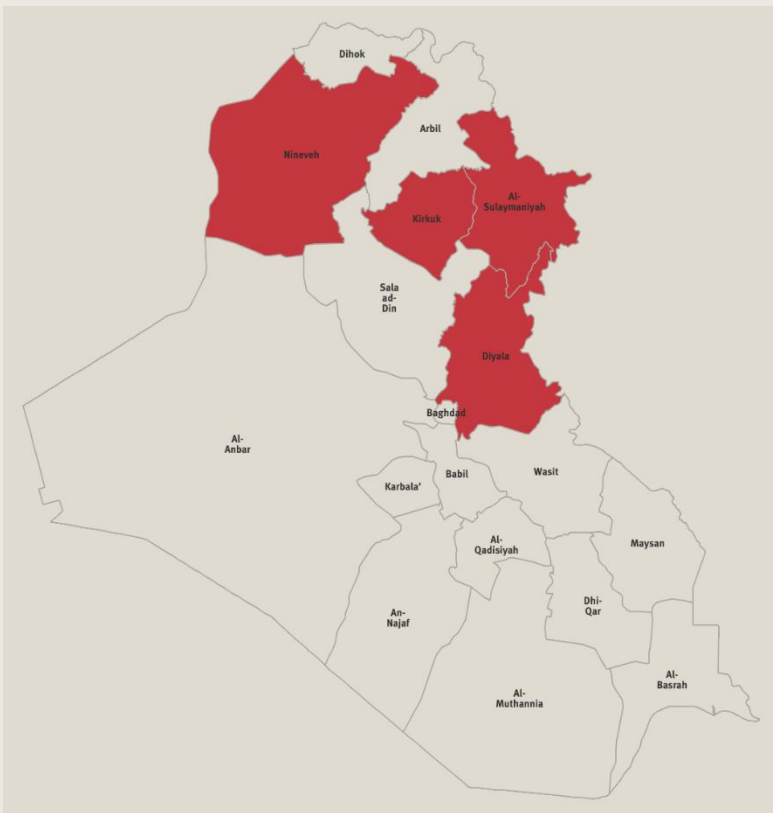 Dihok
Arbil
Nineveh
Al-
Sulaymaniyah
Kirkuk
Sala
ad-
Din
Diyala
Baghdad
Al-
Anbar
Babil
Wasit
Karbala'
Al-
Qadisiyah
Maysan
Dhi-
Qar
An-
Najaf
Al-
Basrah
Al-
Muthannia